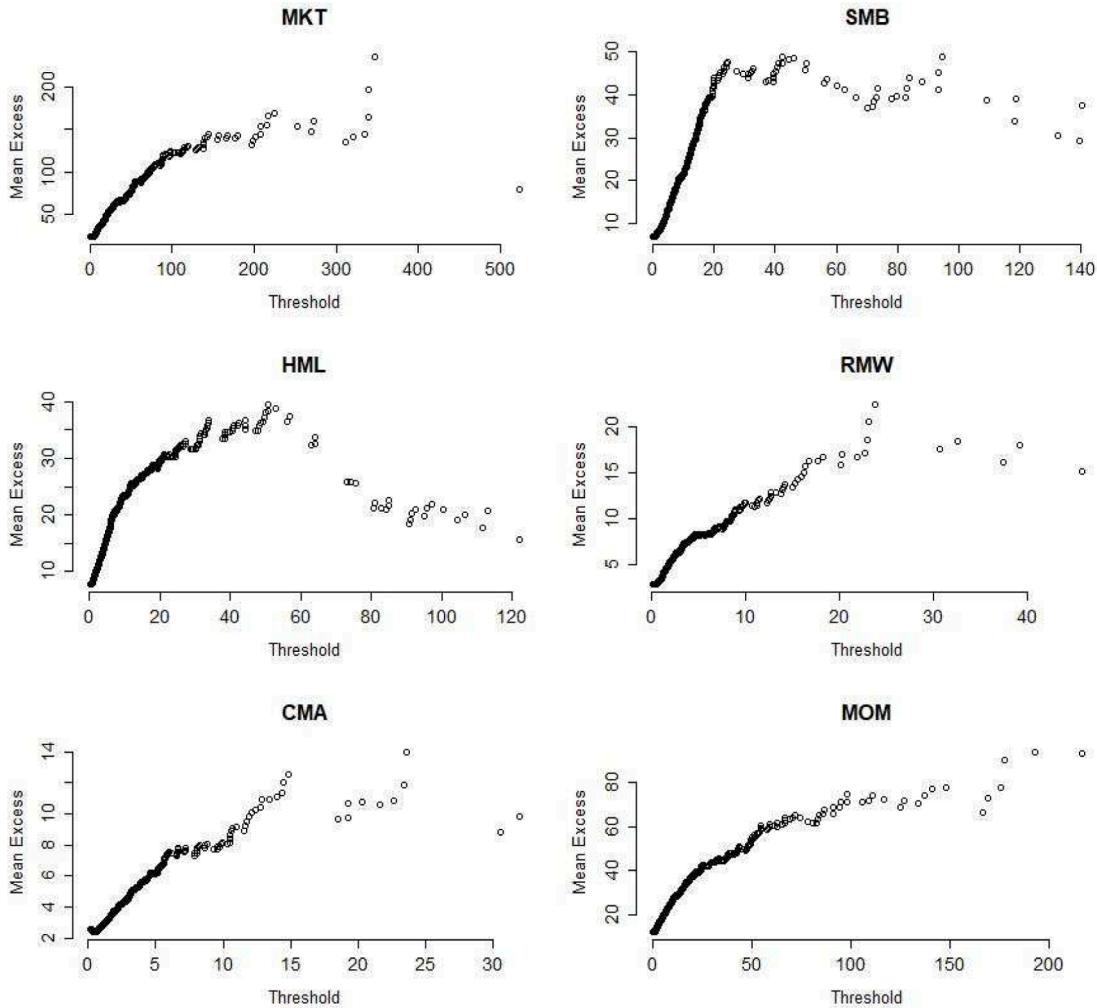 MKT
Mean Excess
50 100 200
0 100 200 300 400 500
Threshold
SMB
Mean Excess
10 20 30 40 50
0 20 40 60 80 100 120 140
Threshold
HML
Mean Excess
10 20 30 40
0 20 40 60 80 100 120
Threshold
RMW
Mean Excess
5 10 15 20
0 10 20 30 40
Threshold
CMA
Mean Excess
2 4 6 8 10 14
0 5 10 15 20 25 30
Threshold
MOM
Mean Excess
20 40 60 80
0 50 100 150 200
Threshold